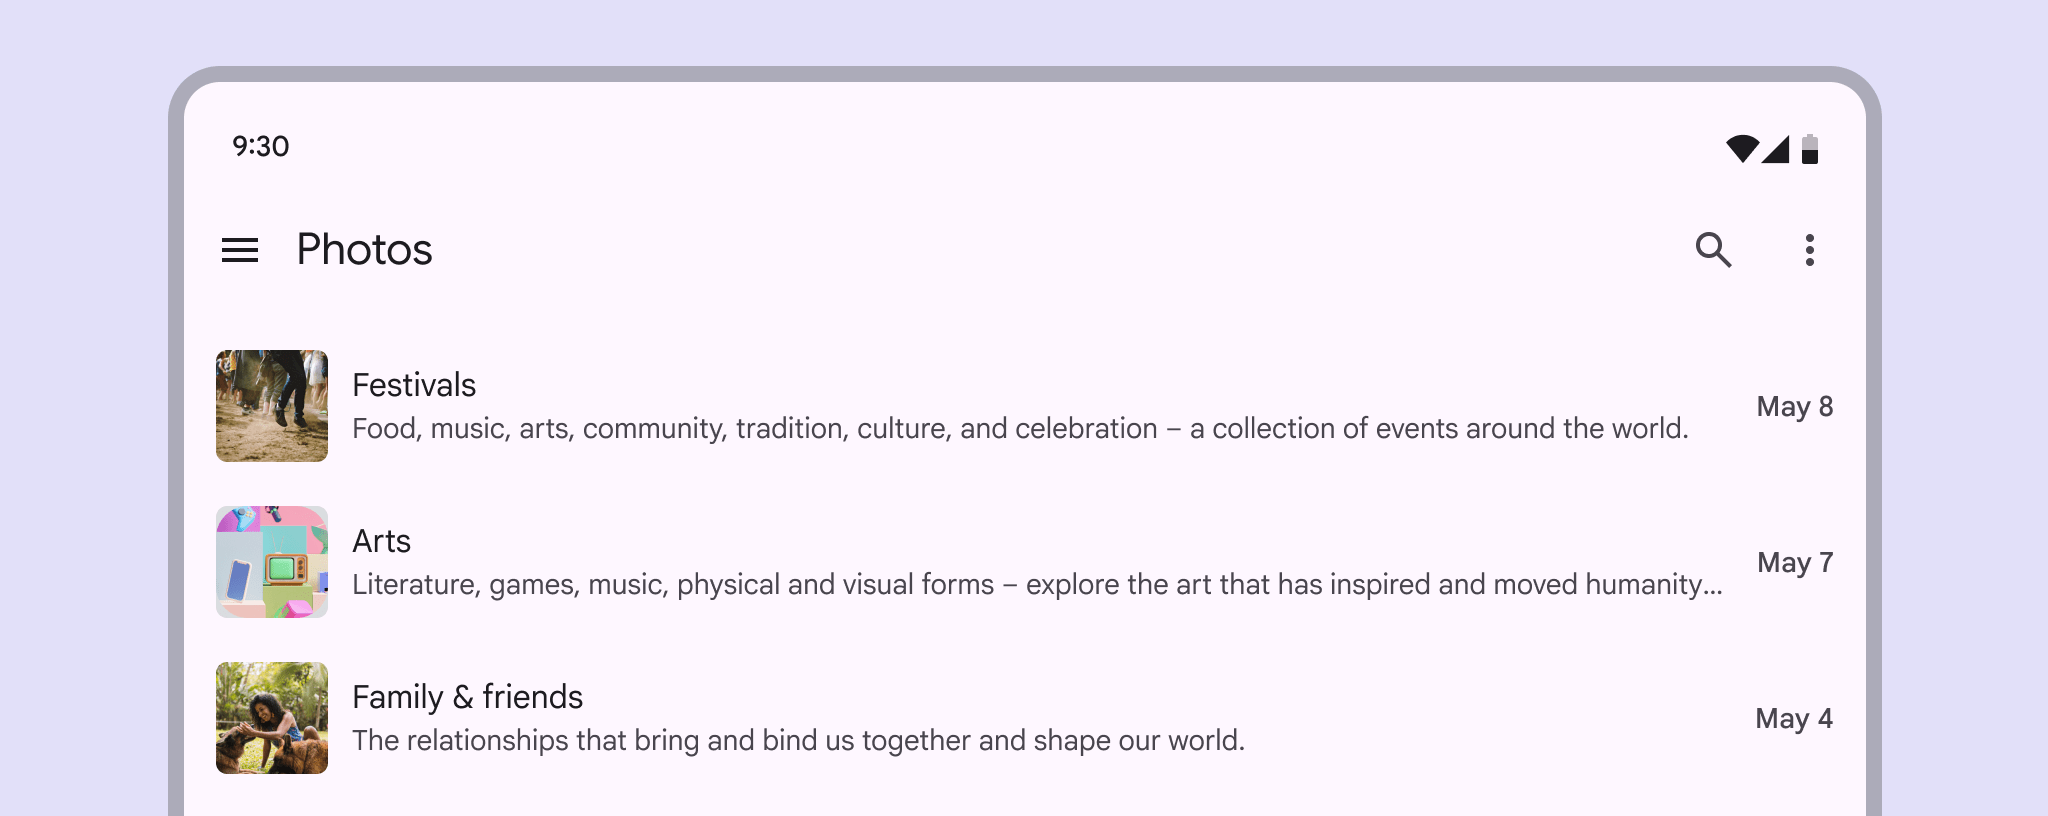 9:30
Photos
Festivals
Food, music, arts, community, tradition, culture, and celebration – a collection of events around the world.
May 8
Arts
Literature, games, music, physical and visual forms – explore the art that has inspired and moved humanity...
May 7
Family & friends
The relationships that bring and bind us together and shape our world.
May 4